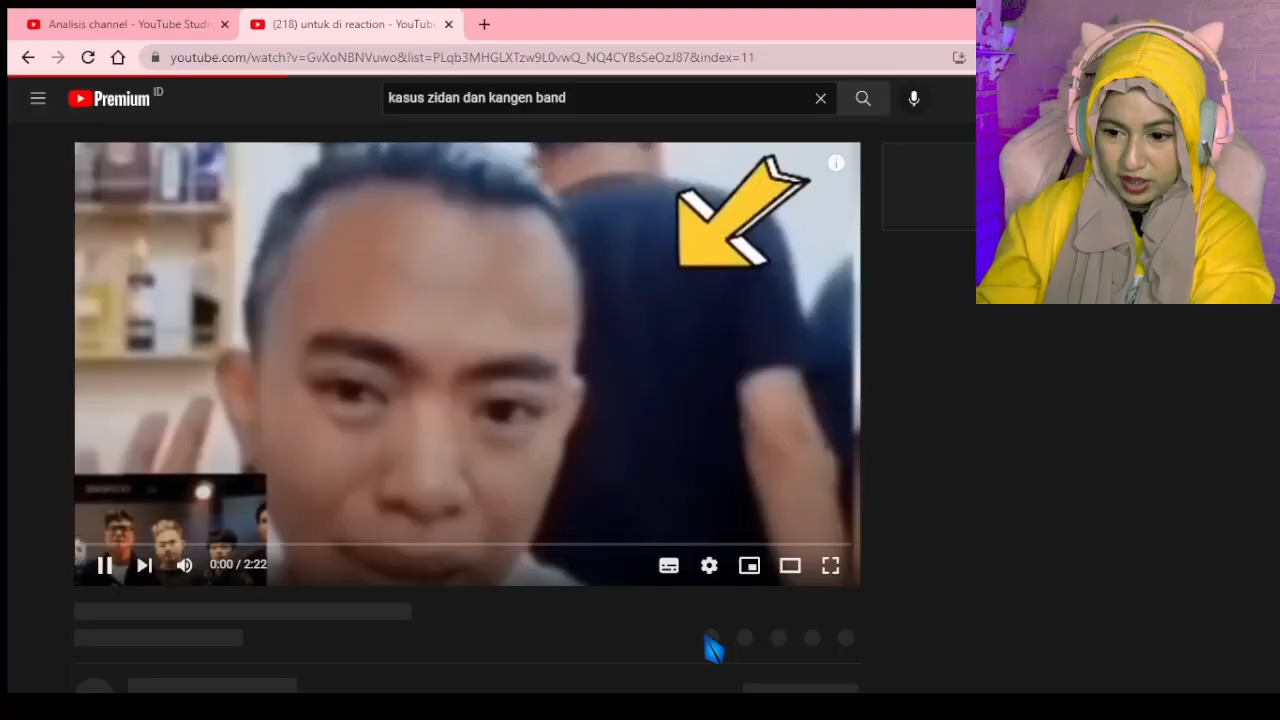 Analisis channel - YouTube Studi
(218) untuk di reaction - YouTube
youtube.com/watch?v=GvXoNBNVuwo&list=PLqb3MHGLXTzw9L0vwQ_NQ4CYBsSeOzJ87&index=11
Premium ID
kasus zidan dan kangen band
0:00 / 2:22